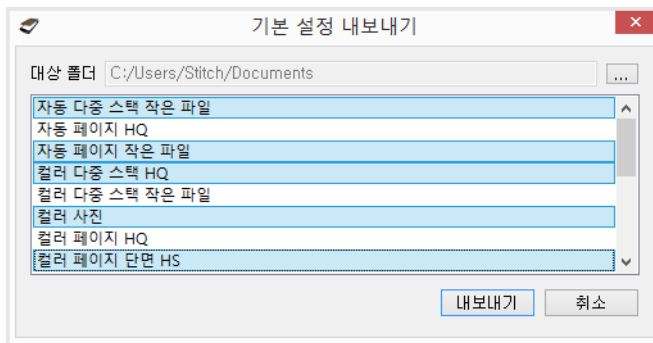 기본 설정 내보내기
대상 폴더 C:/Users/Stitch/Documents ...
자동 다중 스택 작은 파일
자동 페이지 HQ
자동 페이지 작은 파일
컬러 다중 스택 HQ
컬러 다중 스택 작은 파일
컬러 사진
컬러 페이지 HQ
컬러 페이지 단면 HS
내보내기 취소